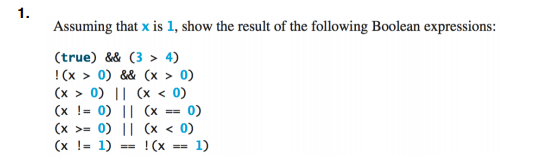 1.
Assuming that x is 1, show the result of the following Boolean expressions:
(true) && (3 > 4)
!(x > 0) && (x > 0)
(x > 0) || (x < 0)
(x != 0) || (x == 0)
(x >= 0) || (x < 0)
(x != 1) == !(x == 1)